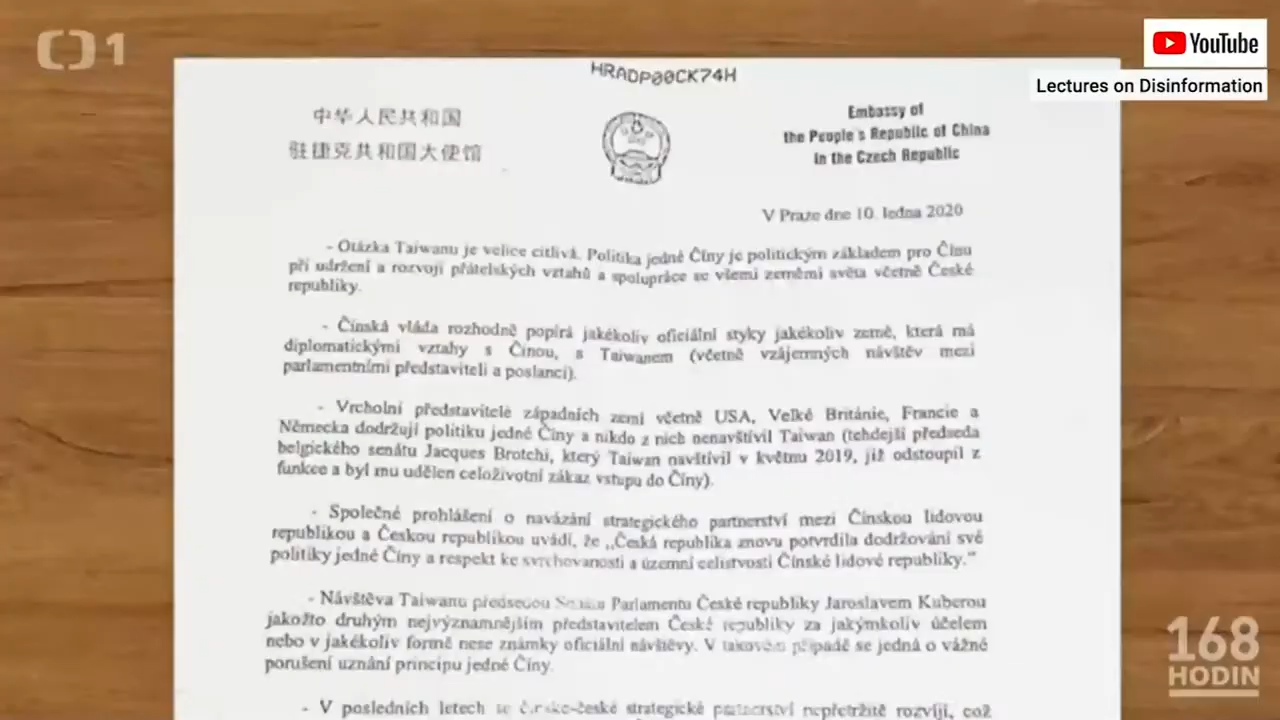 1
YouTube
Lectures on Disinformation
HRADP00CK74H
中华人民共和国
驻捷克共和国大使馆
Embassy of
the People's Republic of China
in the Czech Republic
V Praze dne 10. ledna 2020
- Otázka Taiwanu je velice citlivá. Politika jedné Číny je politickým základem pro Čínu
při udržení a rozvoji přátelských vztahů a spolupráce se všemi zeměmi světa včetně České
republiky.
- Čínská vláda rozhodně popírá jakékoliv oficiální styky jakékoliv země, která má
diplomatickými vztahy s Čínou, s Taiwanem (včetně vzájemných návštěv mezi
parlamentními představiteli a poslanci).
- Vrcholní představitelé západních zemí včetně USA, Velké Británie, Francie a
Německa dodržují politiku jedné Číny a nikdo z nich nenavštívil Taiwan (tehdejší předseda
belgického senátu Jacques Brotchi, který Taiwan navštívil v květnu 2019, již odstoupil z
funkce a byl mu udělen celoživotní zákaz vstupu do Číny).
- Společné prohlášení o navázání strategického partnerství mezi Čínskou lidovou
republikou a Českou republikou uvádí, že „Česká republika znovu potvrdila dodržování své
politiky jedné Číny a respekt ke svrchovanosti a územní celistvosti Čínské lidové republiky."
- Návštěva Taiwanu předsedou Senátu Parlamentu České republiky Jaroslavem Kuberou
jakožto druhým nejvýznamnějším představitelem České republiky za jakýmkoliv účelem
nebo v jakékoliv formě nese známky oficiální návštěvy. V takovém případě se jedná o vážné
porušení uznání principu jedné Číny.
- V posledních letech se čínsko-české strategické partnerství nepřetržitě rozvíjí, což
168
HODIN